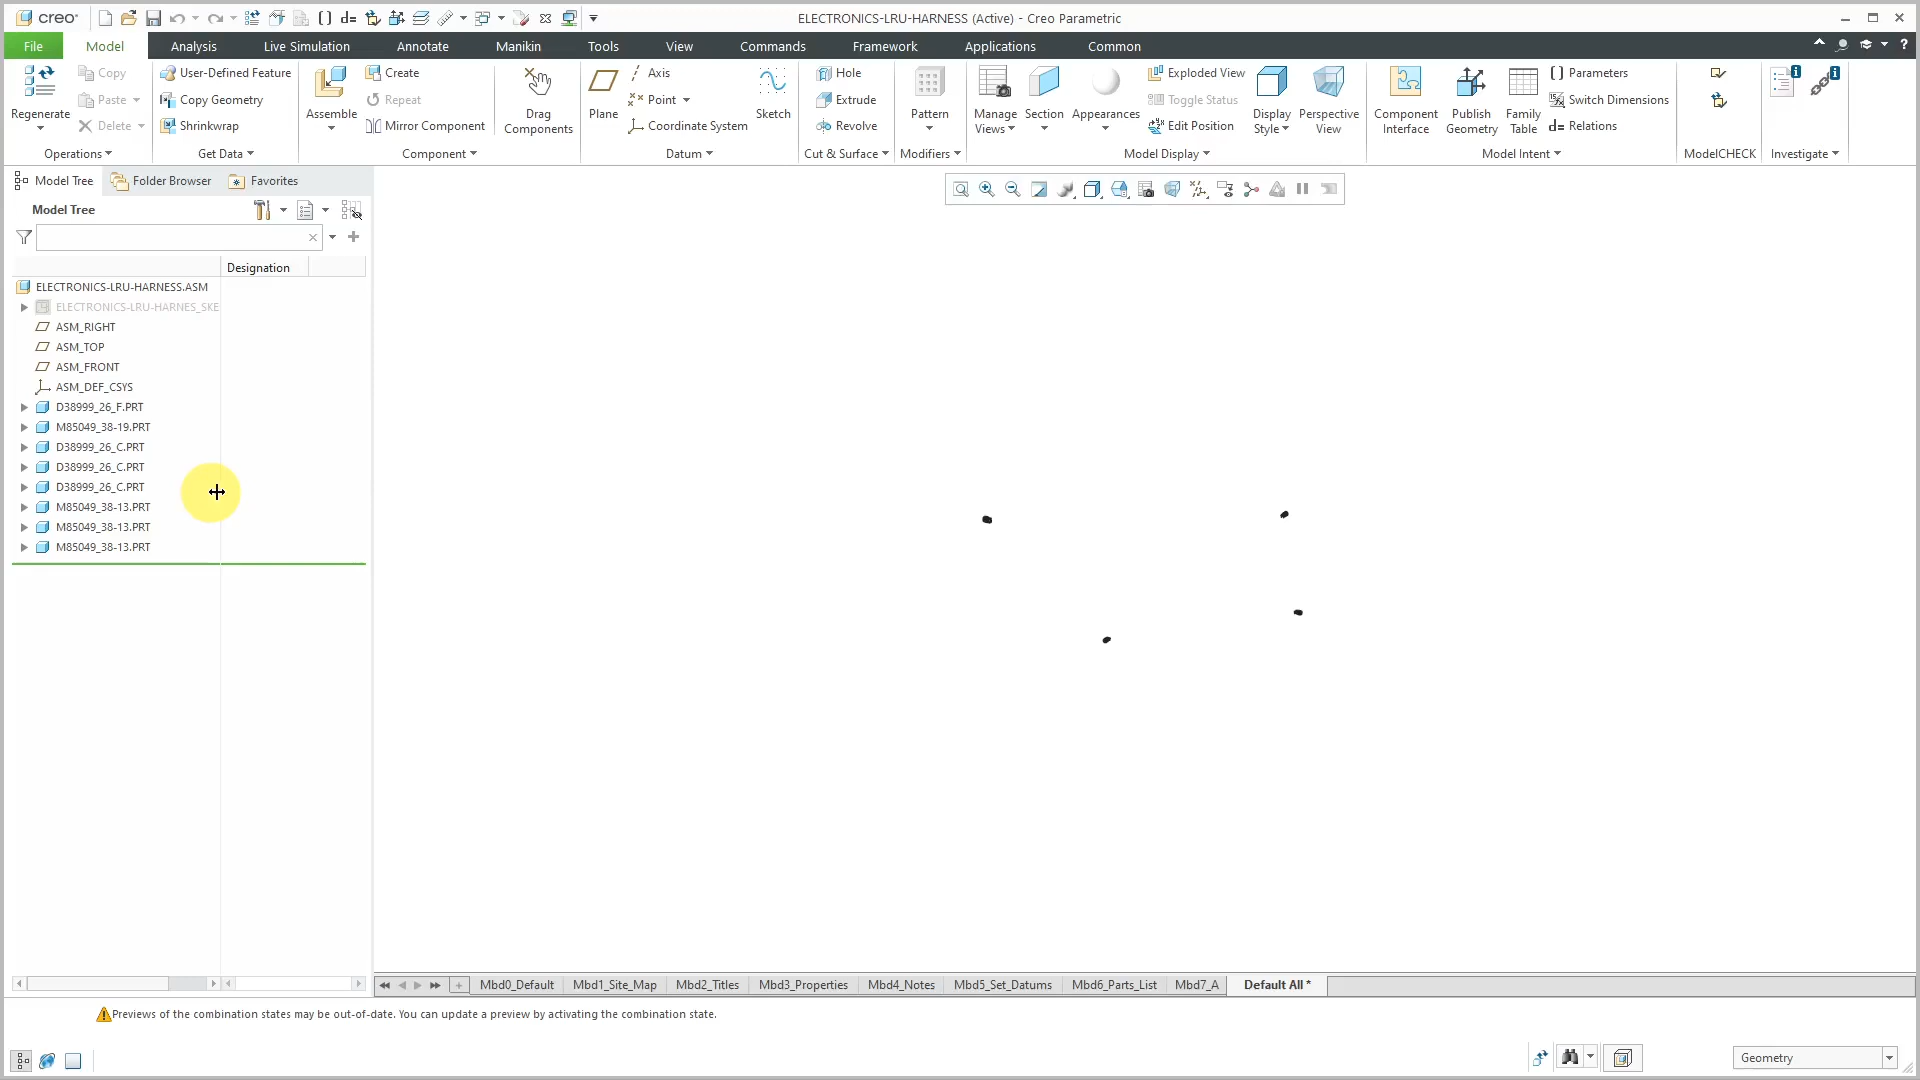 creo
ELECTRONICS-LRU-HARNESS (Active) - Creo Parametric
File Model Analysis Live Simulation Annotate Manikin Tools View Commands Framework Applications Common
Regenerate
Copy
Paste
Delete
Operations
User-Defined Feature
Copy Geometry
Shrinkwrap
Get Data
Assemble
Create
Repeat
Mirror Component
Drag
Components
Component
Plane
Axis
Point
Coordinate System
Sketch
Datum
Hole
Extrude
Revolve
Cut & Surface
Pattern
Modifiers
Manage
Views
Section
Appearances
Exploded View
Toggle Status
Edit Position
Display
Style
Perspective
View
Model Display
Component
Interface
Publish
Geometry
Family
Table
Parameters
Switch Dimensions
Relations
Model Intent
ModelCHECK
Investigate
Model Tree Folder Browser Favorites
Model Tree
Designation
ELECTRONICS-LRU-HARNESS.ASM
ELECTRONICS-LRU-HARNES_SKE
ASM_RIGHT
ASM_TOP
ASM_FRONT
ASM_DEF_CSYS
D38999_26_F.PRT
M85049_38-19.PRT
D38999_26_C.PRT
D38999_26_C.PRT
D38999_26_C.PRT
M85049_38-13.PRT
M85049_38-13.PRT
M85049_38-13.PRT
Mbd0_Default Mbd1_Site_Map Mbd2_Titles Mbd3_Properties Mbd4_Notes Mbd5_Set_Datums Mbd6_Parts_List Mbd7_A Default All *
Previews of the combination states may be out-of-date. You can update a preview by activating the combination state.
Geometry